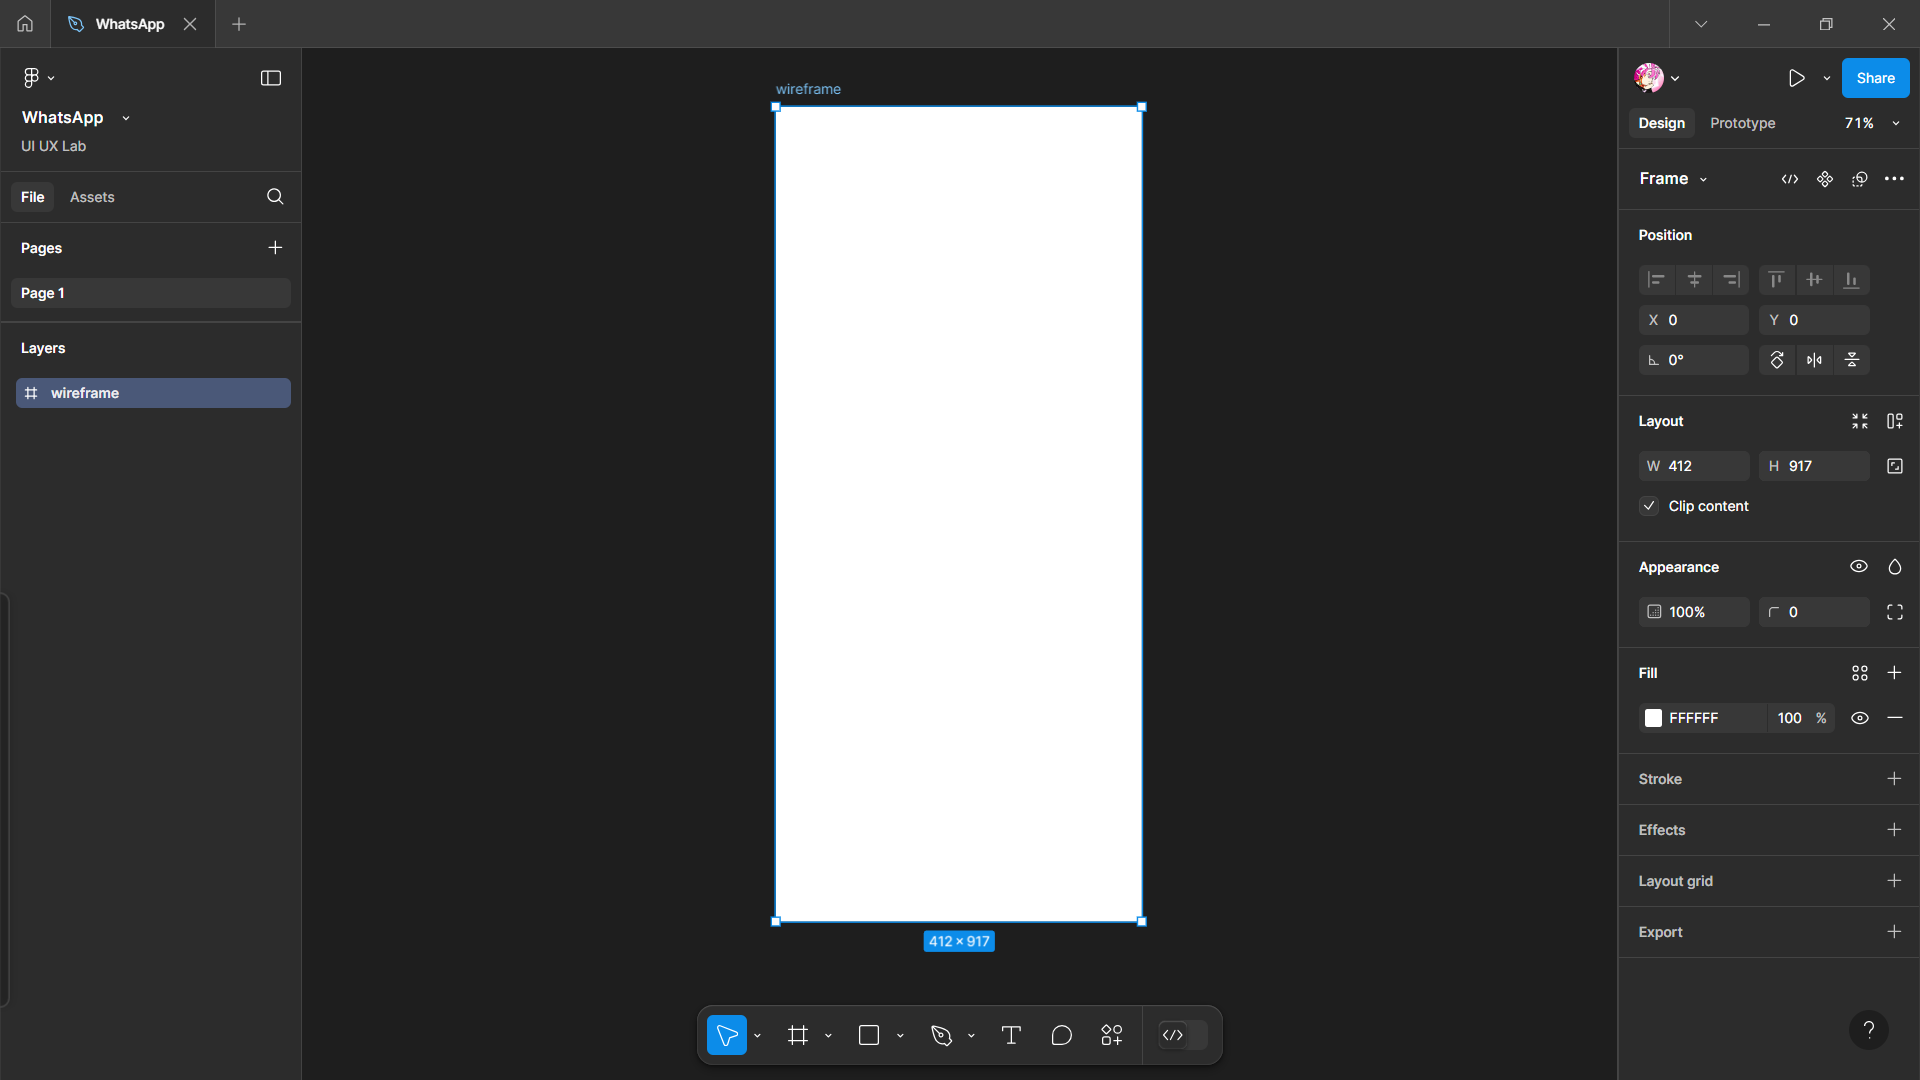 WhatsApp
WhatsApp
UI UX Lab
File Assets
Pages
Page 1
Layers
wireframe
wireframe
412 × 917
Share
Design Prototype 71%
Frame
Position
X 0 Y 0
0°
Layout
W 412 H 917
Clip content
Appearance
100% 0
Fill
FFFFFF 100 %
Stroke
Effects
Layout grid
Export
?